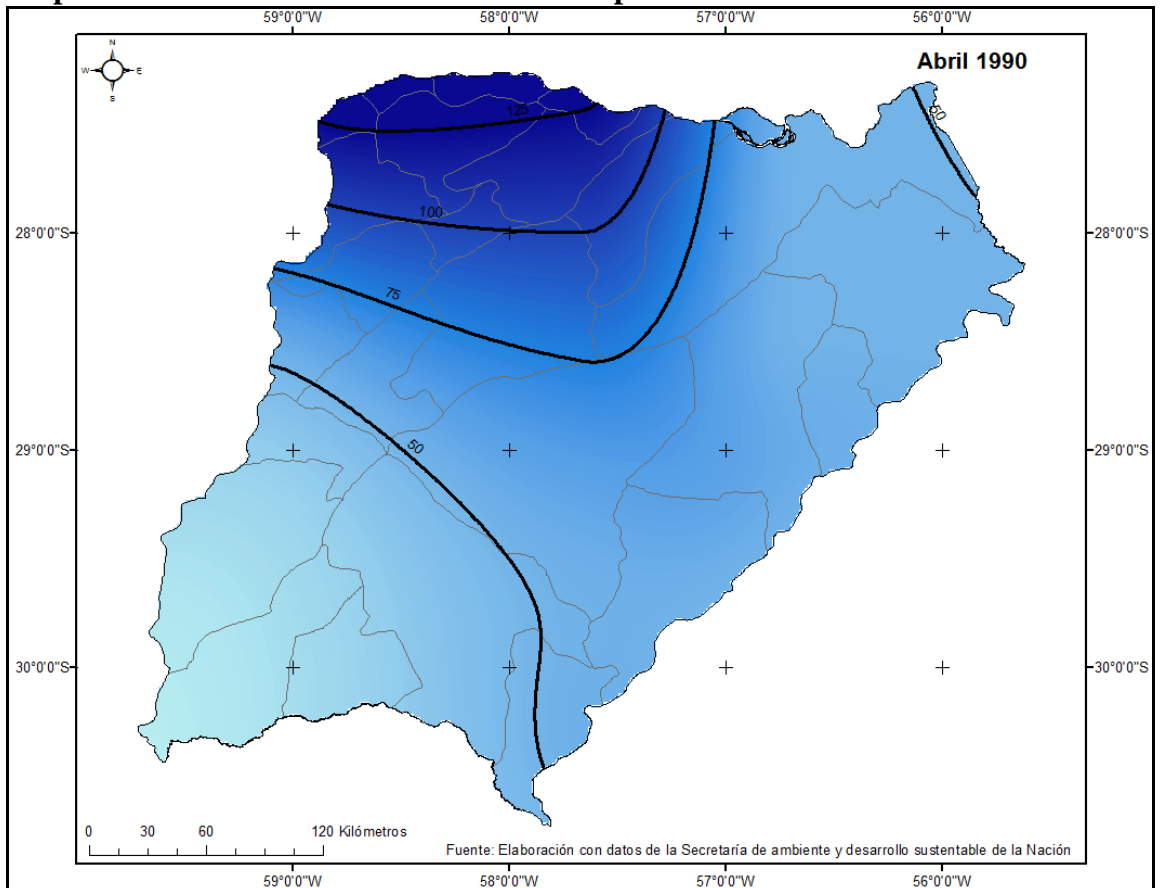 59°0'0"W 58°0'0"W 57°0'0"W 56°0'0"W
N
W E
S
Abril 1990
125
50
100
28°0'0"S 28°0'0"S
75
50
29°0'0"S 29°0'0"S
30°0'0"S 30°0'0"S
0 30 60 120 Kilómetros
Fuente: Elaboración con datos de la Secretaría de ambiente y desarrollo sustentable de la Nación
59°0'0"W 58°0'0"W 57°0'0"W 56°0'0"W